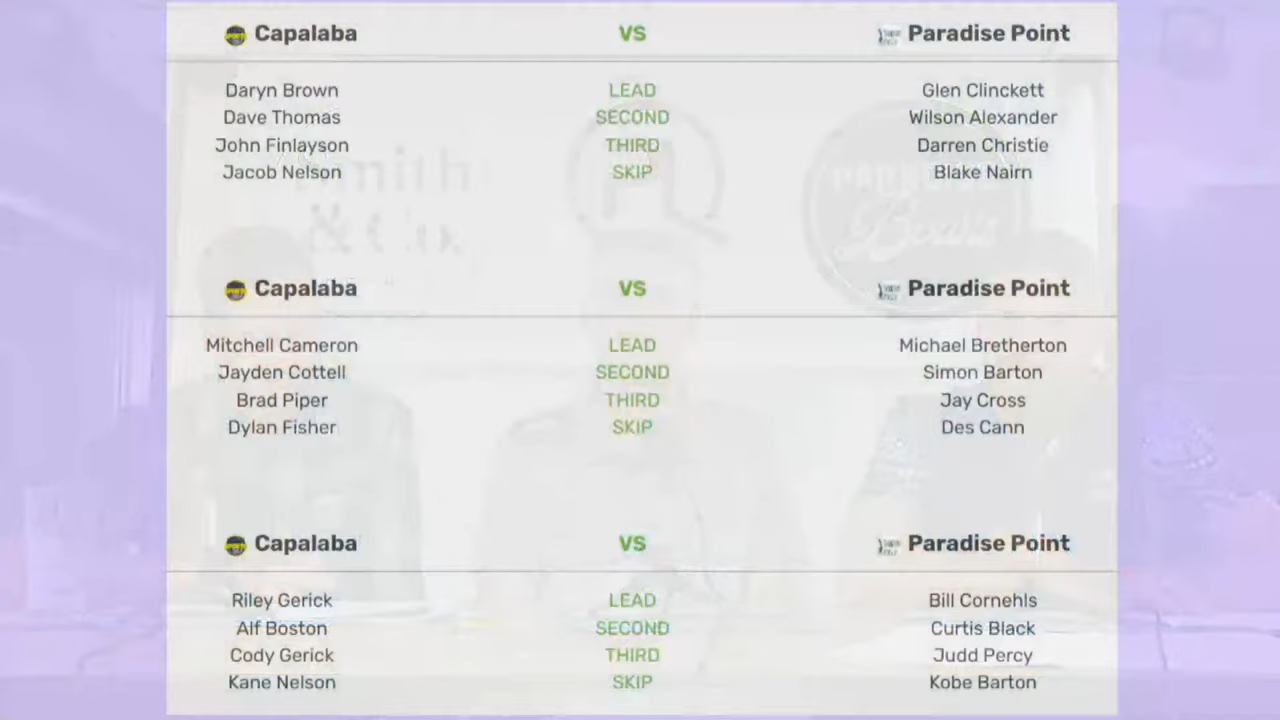 Capalaba VS Paradise Point
Daryn Brown LEAD Glen Clinckett
Dave Thomas SECOND Wilson Alexander
John Finlayson THIRD Darren Christie
Jacob Nelson SKIP Blake Nairn
Smith
& Co
Bowls
Capalaba VS Paradise Point
Mitchell Cameron LEAD Michael Bretherton
Jayden Cottell SECOND Simon Barton
Brad Piper THIRD Jay Cross
Dylan Fisher SKIP Des Cann
Capalaba VS Paradise Point
Riley Gerick LEAD Bill Cornehls
Alf Boston SECOND Curtis Black
Cody Gerick THIRD Judd Percy
Kane Nelson SKIP Kobe Barton